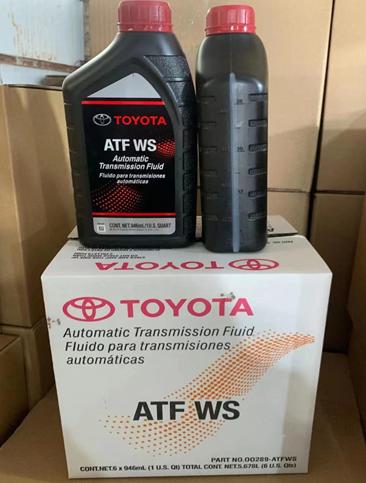 TOYOTA
ATF WS
Automatic
Transmission Fluid
Fluido para transmisiones
automáticas
CONT. NET. 946mL/1 U.S. QUART
TOYOTA
Automatic Transmission Fluid
Fluido para transmisiones
automáticas
ATF WS
PART NO.00289-ATFWS
CONT.NET.6 x 946mL (1 U.S. Qt) TOTAL CONT. NET.5.678L (6 U.S. Qts)